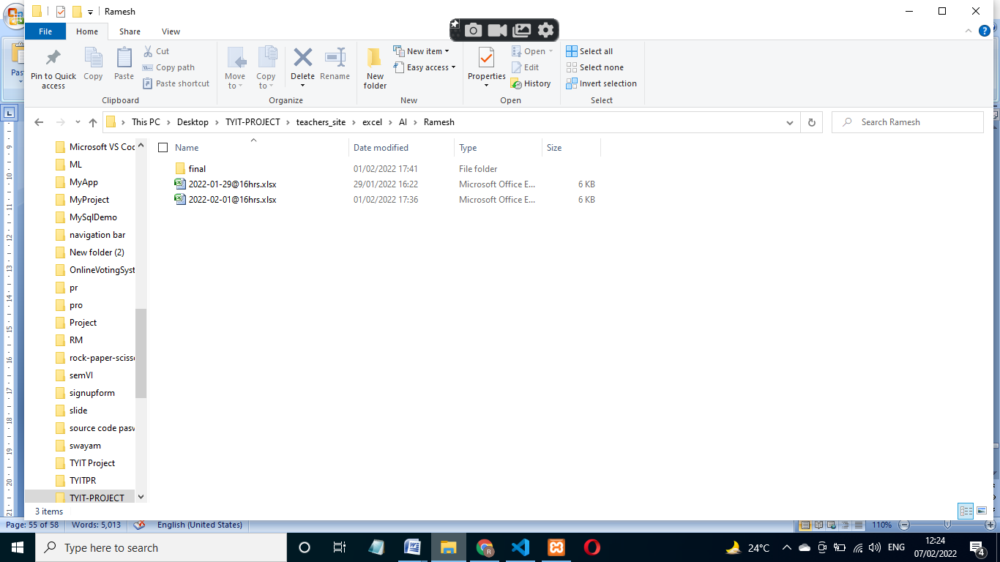 Ramesh
File Home Share View
Pin to Quick access
Copy
Paste
Cut
Copy path
Paste shortcut
Clipboard
Move to
Copy to
Delete
Rename
Organize
New folder
New item
Easy access
New
Properties
Open
Edit
History
Open
Select all
Select none
Invert selection
Select
This PC > Desktop > TYIT-PROJECT > teachers_site > excel > AI > Ramesh
Search Ramesh
Name Date modified Type Size
final 01/02/2022 17:41 File folder
2022-01-29@16hrs.xlsx 29/01/2022 16:22 Microsoft Office E... 6 KB
2022-02-01@16hrs.xlsx 01/02/2022 17:36 Microsoft Office E... 6 KB
Microsoft VS Coc
ML
MyApp
MyProject
MySqlDemo
navigation bar
New folder (2)
OnlineVotingSyst
pr
pro
Project
RM
rock-paper-scisso
semVI
signupform
slide
source code pasw
swayam
TYIT Project
TYITPR
TYIT-PROJECT
3 items
Page: 55 of 58 Words: 5,013 English (United States) 110%
Type here to search
24°C ENG
12:24
07/02/2022
4